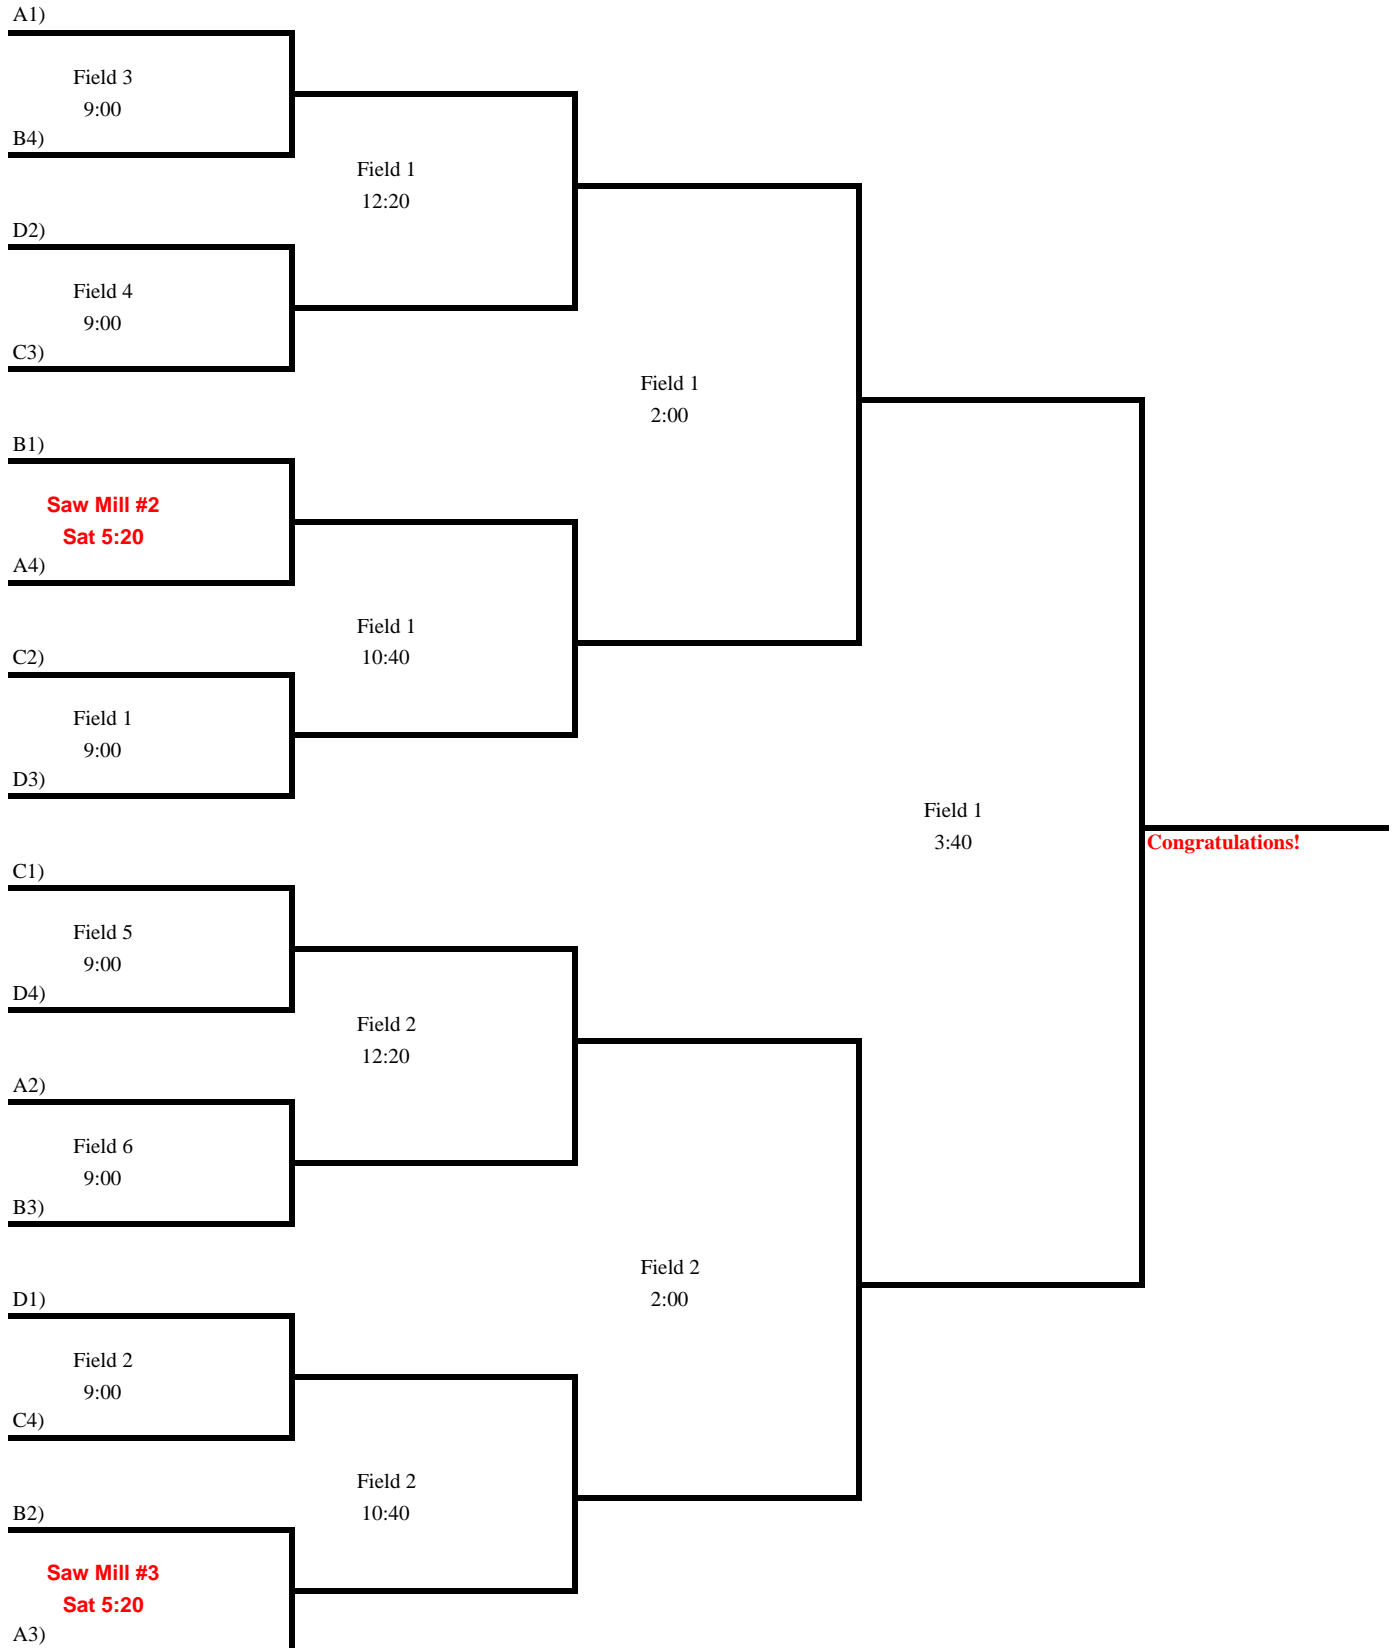 A1)
Field 3
9:00
B4)
Field 1
12:20
D2)
Field 4
9:00
C3)
Field 1
2:00
B1)
Saw Mill #2
Sat 5:20
A4)
Field 1
10:40
C2)
Field 1
9:00
D3)
Field 1
3:40
Congratulations!
C1)
Field 5
9:00
D4)
Field 2
12:20
A2)
Field 6
9:00
B3)
Field 2
2:00
D1)
Field 2
9:00
C4)
Field 2
10:40
B2)
Saw Mill #3
Sat 5:20
A3)